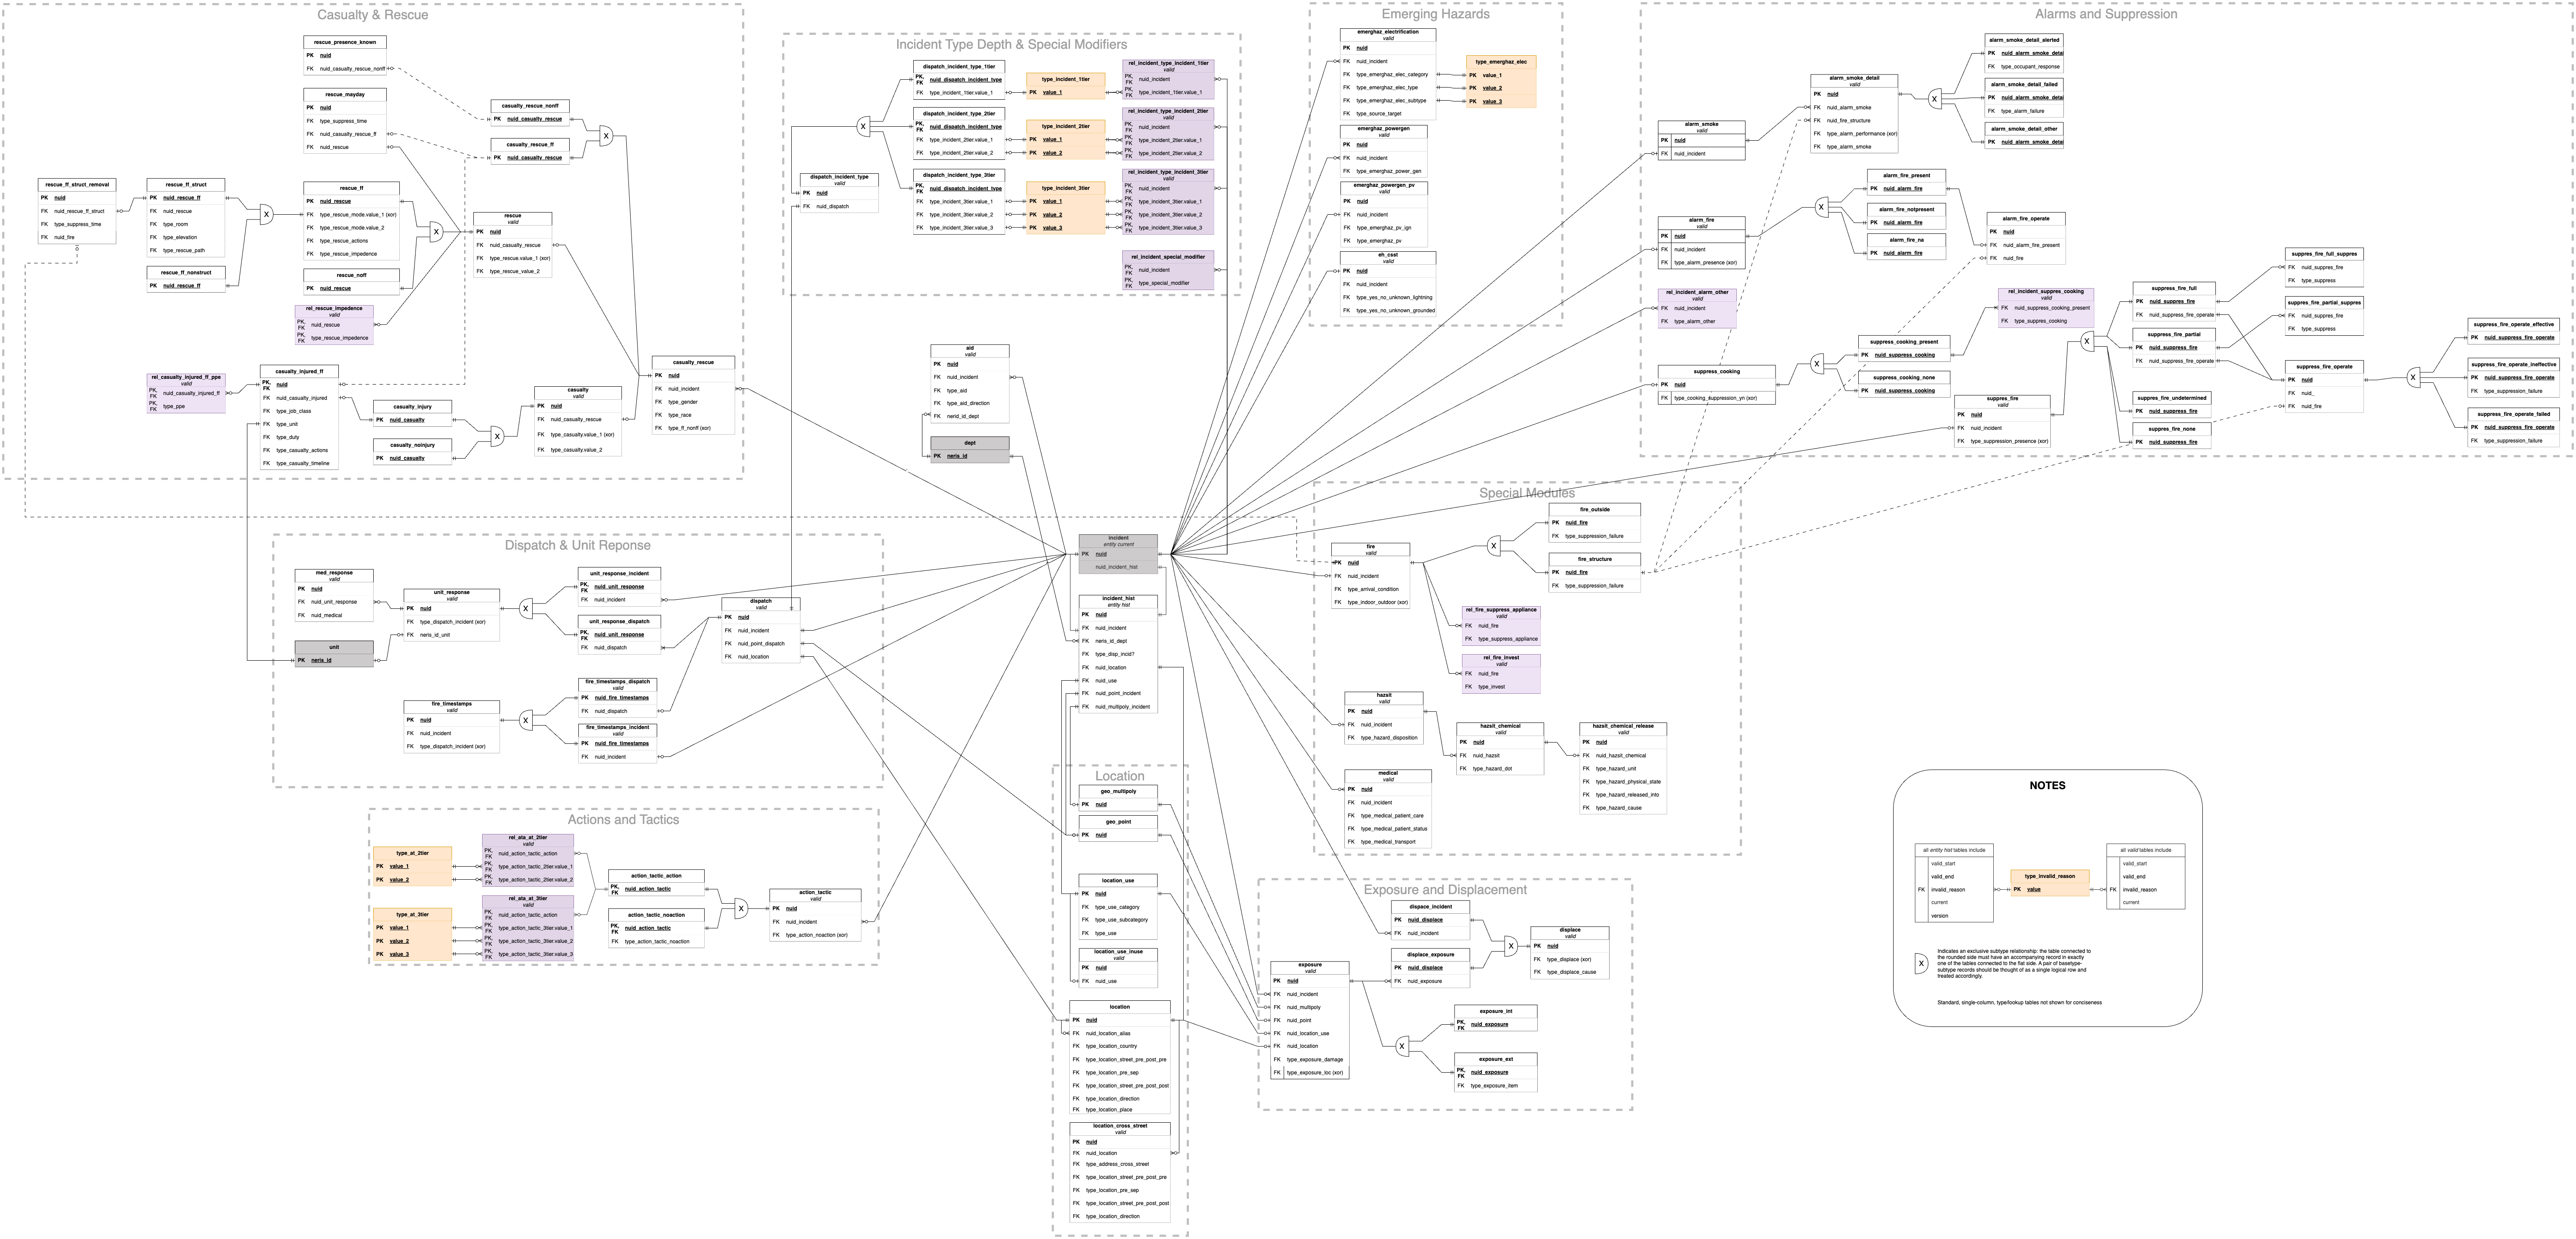 Casualty & Rescue
rescue_presence_known
PK nuid
FK nuid_casualty_rescue_nonff
rescue_mayday
PK nuid
FK type_suppress_time
FK nuid_casualty_rescue_ff
FK nuid_rescue
casualty_rescue_nonff
PK nuid_casualty_rescue
casualty_rescue_ff
PK nuid_casualty_rescue
X
rescue_ff_struct_removal
PK nuid
FK nuid_rescue_ff_struct
FK type_suppress_time
FK nuid_fire
rescue_ff_struct
PK nuid_rescue_ff
FK nuid_rescue
FK type_room
FK type_elevation
FK type_rescue_path
rescue_ff_nonstruct
PK nuid_rescue_ff
X
rescue_ff
PK nuid_rescue
FK type_rescue_mode.value_1 (xor)
FK type_rescue_mode.value_2
FK type_rescue_actions
FK type_rescue_impedence
rescue_noff
PK nuid_rescue
X
rescue
valid
PK nuid
FK nuid_casualty_rescue
FK type_rescue.value_1 (xor)
FK type_rescue.value_2
rel_rescue_impedence
valid
PK, FK nuid_rescue
PK, FK type_rescue_impedence
rel_casualty_injured_ff_ppe
valid
PK, FK nuid_casualty_injured_ff
PK, FK type_ppe
casualty_injured_ff
PK, FK nuid
FK nuid_casualty_injured
FK type_job_class
FK type_unit
FK type_duty
FK type_casualty_actions
FK type_casualty_timeline
casualty_injury
PK nuid_casualty
casualty_noinjury
PK nuid_casualty
X
casualty
valid
PK nuid
FK nuid_casualty_rescue
FK type_casualty.value_1 (xor)
FK type_casualty.value_2
casualty_rescue
PK nuid
FK nuid_incident
FK type_gender
FK type_race
FK type_ff_nonff (xor)
Incident Type Depth & Special Modifiers
dispatch_incident_type
valid
PK nuid
FK nuid_dispatch
X
dispatch_incident_type_1tier
PK, FK nuid_dispatch_incident_type
FK type_incident_1tier.value_1
dispatch_incident_type_2tier
PK, FK nuid_dispatch_incident_type
FK type_incident_2tier.value_1
FK type_incident_2tier.value_2
dispatch_incident_type_3tier
PK, FK nuid_dispatch_incident_type
FK type_incident_3tier.value_1
FK type_incident_3tier.value_2
FK type_incident_3tier.value_3
type_incident_1tier
PK value_1
type_incident_2tier
PK value_1
PK value_2
type_incident_3tier
PK value_1
PK value_2
PK value_3
rel_incident_type_incident_1tier
valid
PK, FK nuid_incident
PK, FK type_incident_1tier.value_1
rel_incident_type_incident_2tier
valid
PK, FK nuid_incident
PK, FK type_incident_2tier.value_1
PK, FK type_incident_2tier.value_2
rel_incident_type_incident_3tier
valid
PK, FK nuid_incident
PK, FK type_incident_3tier.value_1
PK, FK type_incident_3tier.value_2
PK, FK type_incident_3tier.value_3
rel_incident_special_modifier
PK, FK nuid_incident
PK, FK type_special_modifier
aid
valid
PK nuid
FK nuid_incident
FK type_aid
FK type_aid_direction
FK nerid_id_dept
dept
PK neris_id
Emerging Hazards
emerghaz_electrification
valid
PK nuid
FK nuid_incident
FK type_emerghaz_elec_category
FK type_emerghaz_elec_type
FK type_emerghaz_elec_subtype
FK type_source_target
type_emerghaz_elec
PK value_1
PK value_2
PK value_3
emerghaz_powergen
valid
PK nuid
FK nuid_incident
FK type_emerghaz_power_gen
emerghaz_powergen_pv
valid
PK nuid
FK nuid_incident
FK type_emerghaz_pv_ign
FK type_emerghaz_pv
eh_csst
valid
PK nuid
FK nuid_incident
FK type_yes_no_unknown_lightning
FK type_yes_no_unknown_grounded
Alarms and Suppression
alarm_smoke
valid
PK nuid
FK nuid_incident
alarm_smoke_detail
valid
PK nuid
FK nuid_alarm_smoke
FK nuid_fire_structure
FK type_alarm_performance (xor)
FK type_alarm_smoke
X
alarm_smoke_detail_alerted
PK nuid_alarm_smoke_detai
FK type_occupant_response
alarm_smoke_detail_failed
PK nuid_alarm_smoke_detai
FK type_alarm_failure
alarm_smoke_detail_other
PK nuid_alarm_smoke_detai
alarm_fire
valid
PK nuid
FK nuid_incident
FK type_alarm_presence (xor)
X
alarm_fire_present
PK nuid_alarm_fire
alarm_fire_notpresent
PK nuid_alarm_fire
alarm_fire_na
PK nuid_alarm_fire
alarm_fire_operate
valid
PK nuid
FK nuid_alarm_fire_present
FK nuid_fire
rel_incident_alarm_other
valid
FK nuid_incident
FK type_alarm_other
suppress_cooking
PK nuid
FK type_cooking_suppression_yn (xor)
X
suppress_cooking_present
PK nuid_suppress_cooking
suppress_cooking_none
PK nuid_suppress_cooking
rel_incident_suppres_cooking
valid
FK nuid_suppress_cooking_present
FK type_suppres_cooking
suppres_fire
valid
PK nuid
FK nuid_incident
FK type_suppression_presence (xor)
X
suppress_fire_full
PK nuid_suppres_fire
FK nuid_suppres_fire_operate
suppres_fire_partial
PK nuid_suppress_fire
FK nuid_suppres_fire_operate
suppress_fire_undetermined
PK nuid_suppress_fire
suppres_fire_none
PK nuid_suppress_fire
suppres_fire_full_suppres
FK nuid_suppres_fire
FK type_suppress
suppres_fire_partial_suppres
FK nuid_suppres_fire
FK type_suppress
suppress_fire_operate
PK nuid
FK nuid_
FK nuid_fire
X
suppress_fire_operate_effective
PK nuid_suppress_fire_operate
suppress_fire_operate_ineffective
PK nuid_suppress_fire_operate
FK type_suppression_failure
suppress_fire_operate_failed
PK nuid_suppress_fire_operate
FK type_suppression_failure
Dispatch & Unit Reponse
med_response
valid
PK nuid
FK nuid_unit_response
FK nuid_medical
unit
PK neris_id
unit_response
valid
PK nuid
FK type_dispatch_incident (xor)
FK neris_id_unit
X
unit_response_incident
PK, FK nuid_unit_response
FK nuid_incident
unit_response_dispatch
PK, FK nuid_unit_response
FK nuid_dispatch
dispatch
valid
PK nuid
FK nuid_incident
FK nuid_point_dispatch
FK nuid_location
fire_timestamps
valid
PK nuid
FK nuid_incident
FK type_dispatch_incident (xor)
X
fire_timestamps_dispatch
valid
PK nuid_fire_timestamps
FK nuid_dispatch
fire_timestamps_incident
valid
PK nuid_fire_timestamps
FK nuid_incident
incident
entity current
PK nuid
nuid_incident_hist
incident_hist
entity hist
PK nuid
FK nuid_incident
FK neris_id_dept
FK type_disp_incid?
FK nuid_location
FK nuid_use
FK nuid_point_incident
FK nuid_multipoly_incident
Special Modules
fire
valid
PK nuid
FK nuid_incident
FK type_arrival_condition
FK type_indoor_outdoor (xor)
X
fire_outside
PK nuid_fire
FK type_suppression_failure
fire_structure
PK nuid_fire
FK type_suppression_failure
rel_fire_suppress_appliance
valid
FK nuid_fire
FK type_suppress_appliance
rel_fire_invest
valid
FK nuid_fire
FK type_invest
hazsit
valid
PK nuid
FK nuid_incident
FK type_hazard_disposition
hazsit_chemical
valid
PK nuid
FK nuid_hazsit
FK type_hazard_dot
hazsit_chemical_release
valid
PK nuid
FK nuid_hazsit_chemical
FK type_hazard_unit
FK type_hazard_physical_state
FK type_hazard_released_into
FK type_hazard_cause
medical
valid
PK nuid
FK nuid_incident
FK type_medical_patient_care
FK type_medical_patient_status
FK type_medical_transport
Actions and Tactics
type_at_2tier
PK value_1
PK value_2
type_at_3tier
PK value_1
PK value_2
PK value_3
rel_ata_at_2tier
valid
PK, FK nuid_action_tactic_action
PK, FK type_action_tactic_2tier.value_1
PK, FK type_action_tactic_2tier.value_2
rel_ata_at_3tier
valid
PK, FK nuid_action_tactic_action
PK, FK type_action_tactic_3tier.value_1
PK, FK type_action_tactic_3tier.value_2
PK, FK type_action_tactic_3tier.value_3
action_tactic_action
PK, FK nuid_action_tactic
action_tactic_noaction
PK, FK nuid_action_tactic
FK type_action_tactic_noaction
X
action_tactic
valid
PK nuid
FK nuid_incident
FK type_action_noaction (xor)
Location
geo_multipoly
PK nuid
geo_point
PK nuid
location_use
PK nuid
FK type_use_category
FK type_use_subcategory
FK type_use
location_use_inuse
valid
PK nuid
FK nuid_use
location
PK nuid
FK nuid_location_alias
FK type_location_country
FK type_location_street_pre_post_pre
FK type_location_pre_sep
FK type_location_street_pre_post_post
FK type_location_direction
FK type_location_place
location_cross_street
valid
PK nuid
FK nuid_location
FK type_address_cross_street
FK type_location_street_pre_post_pre
FK type_location_pre_sep
FK type_location_street_pre_post_post
FK type_location_direction
Exposure and Displacement
exposure
valid
PK nuid
FK nuid_incident
FK nuid_multipoly
FK nuid_point
FK nuid_location_use
FK nuid_location
FK type_exposure_damage
FK type_exposure_loc (xor)
dispace_incident
PK nuid_displace
FK nuid_incident
displace_exposure
PK nuid_displace
FK nuid_exposure
X
displace
valid
PK nuid
FK type_displace (xor)
FK type_displace_cause
X
exposure_int
PK, FK nuid_exposure
exposure_ext
PK, FK nuid_exposure
FK type_exposure_item
NOTES
all entity hist tables include
valid_start
valid_end
FK invalid_reason
current
version
type_invalid_reason
PK value
all valid tables include
valid_start
valid_end
FK invalid_reason
current
X
Indicates an exclusive subtype relationship: the table connected to
the rounded side must have an accompanying record in exactly
one of the tables connected to the flat side. A pair of basetype-
subtype records should be thought of as a single logical row and
treated accordingly.
Standard, single-column, type/lookup tables not shown for conciseness